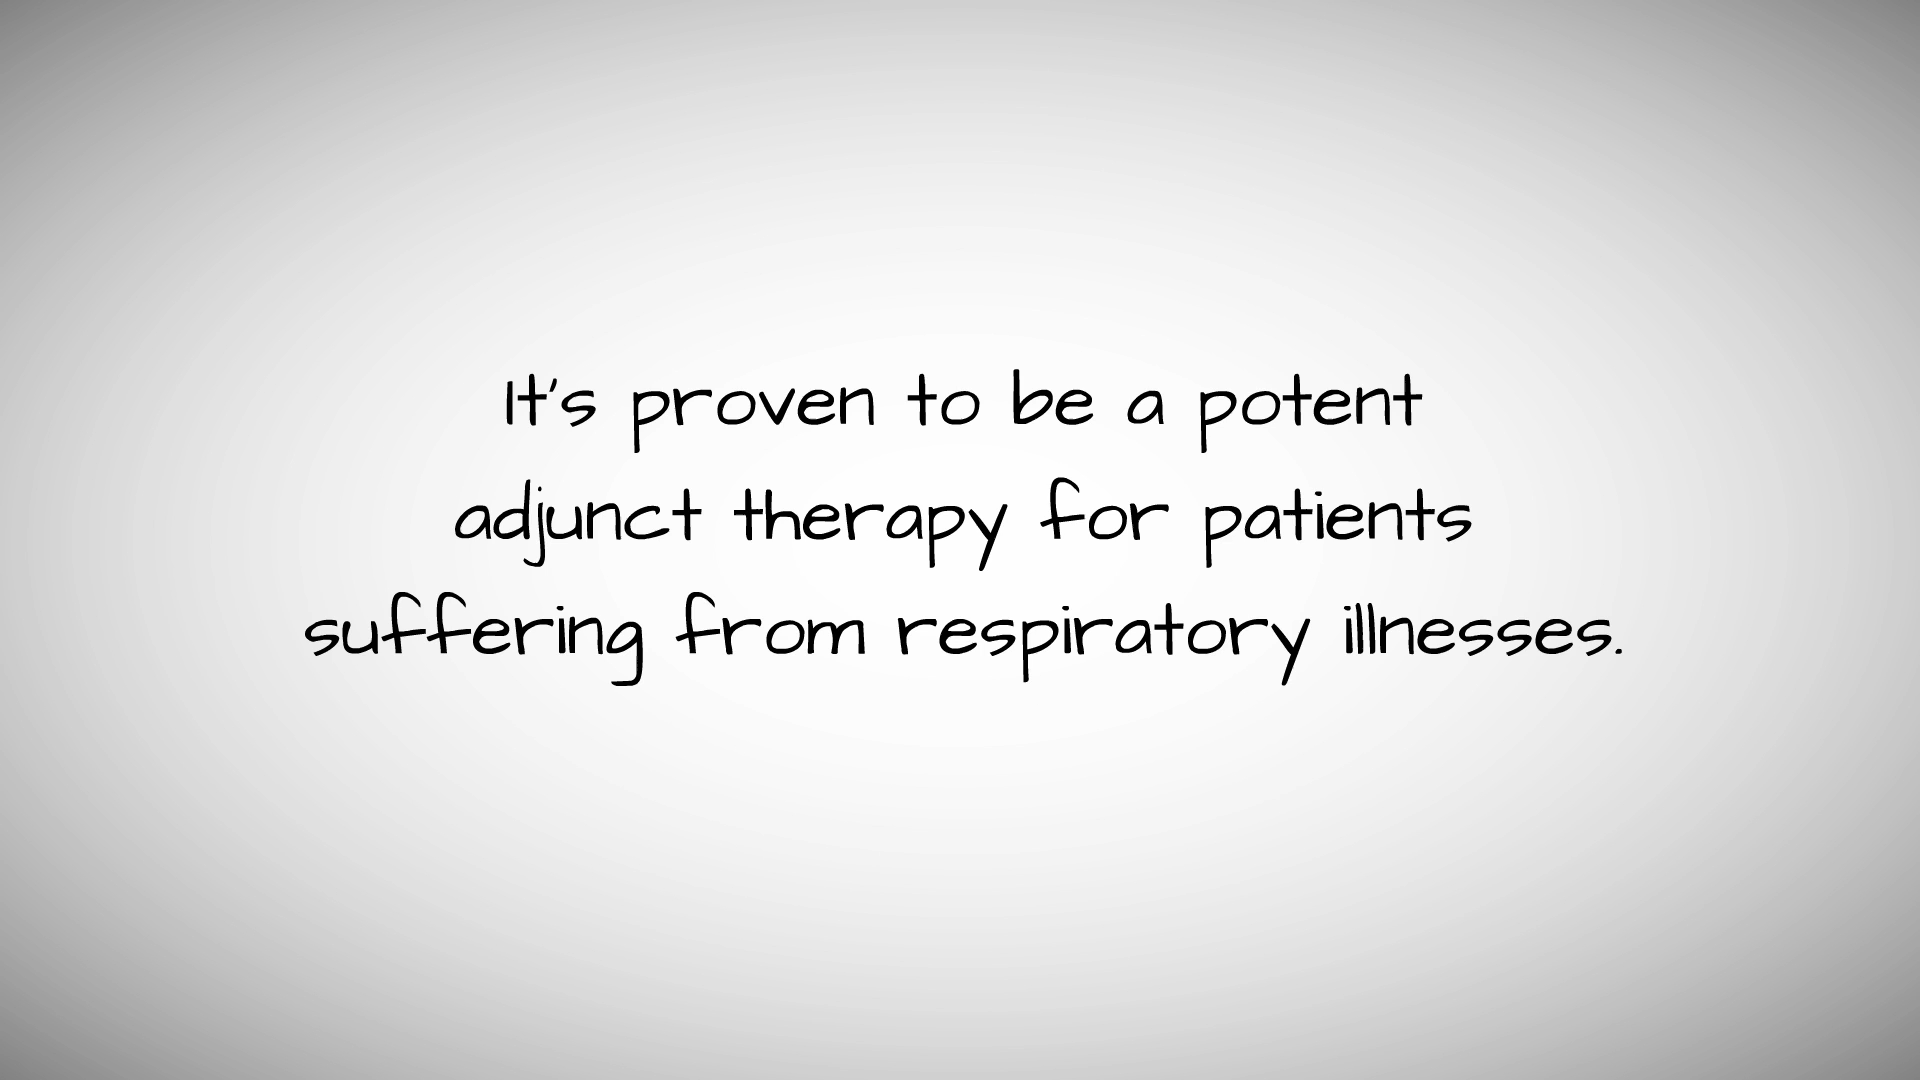 It's proven to be a potent
adjunct therapy for patients
suffering from respiratory illnesses.